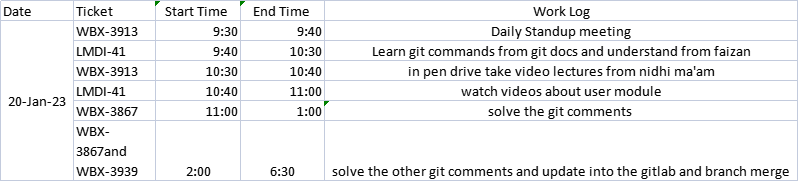 Date Ticket Start Time End Time Work Log
WBX-3913 9:30 9:40 Daily Standup meeting
LMDI-41 9:40 10:30 Learn git commands from git docs and understand from faizan
WBX-3913 10:30 10:40 in pen drive take video lectures from nidhi ma'am
LMDI-41 10:40 11:00 watch videos about user module
20-Jan-23 WBX-3867 11:00 1:00 solve the git comments
WBX-
3867and
WBX-3939 2:00 6:30 solve the other git comments and update into the gitlab and branch merge